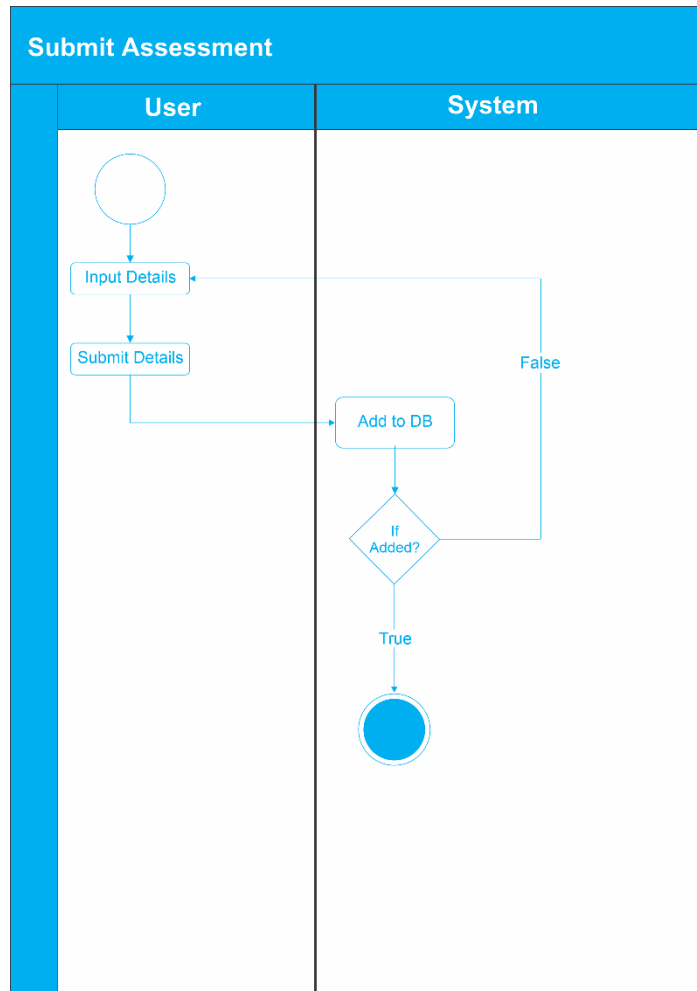 Submit Assessment
User
System
Input Details
False
Submit Details
Add to DB
If
Added?
True